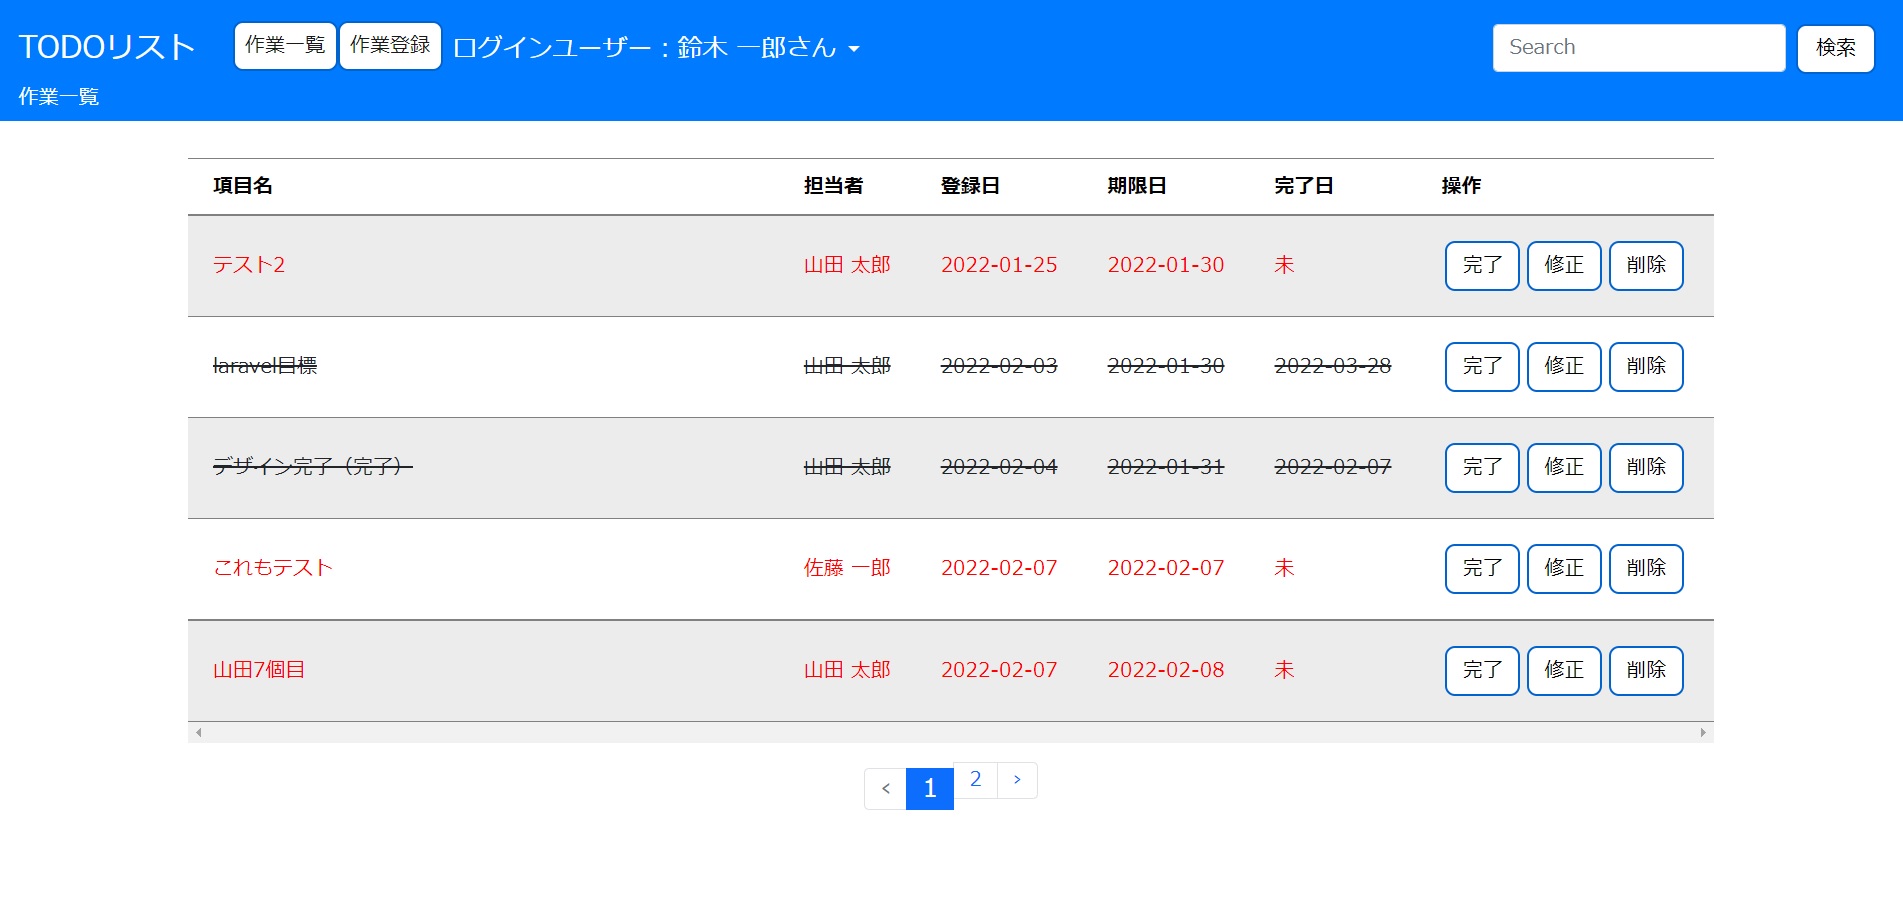 TODOリスト 作業一覧 作業登録 ログインユーザー：鈴木 一郎さん Search 検索
作業一覧
項目名 担当者 登録日 期限日 完了日 操作
テスト2 山田 太郎 2022-01-25 2022-01-30 未 完了 修正 削除
laravel目標 山田 太郎 2022-02-03 2022-01-30 2022-03-28 完了 修正 削除
デザイン完了（完了） 山田 太郎 2022-02-04 2022-01-31 2022-02-07 完了 修正 削除
これもテスト 佐藤 一郎 2022-02-07 2022-02-07 未 完了 修正 削除
山田7個目 山田 太郎 2022-02-07 2022-02-08 未 完了 修正 削除
‹ 1 2 ›